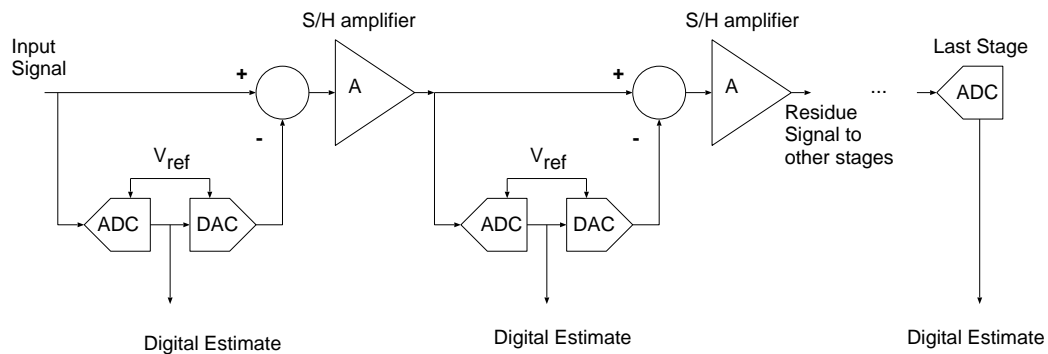 S/H amplifier
S/H amplifier
Input
Signal
Last Stage
+
A
+
A
...
ADC
-
-
Residue
Signal to
other stages
Vref
Vref
ADC
DAC
ADC
DAC
Digital Estimate
Digital Estimate
Digital Estimate